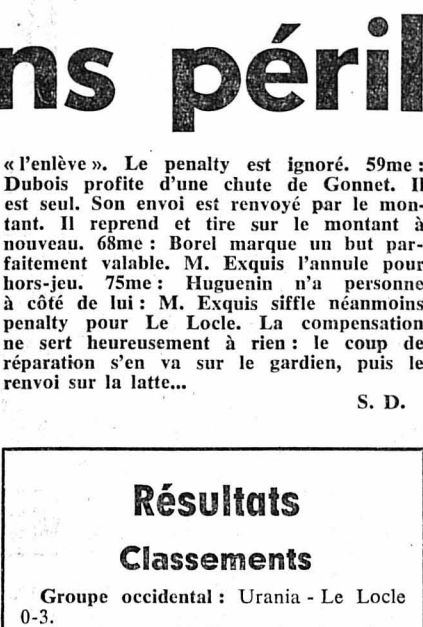 ns péril
« l'enlève ». Le penalty est ignoré. 59me :
Dubois profite d'une chute de Gonnet. Il
est seul. Son envoi est renvoyé par le mon-
tant. Il reprend et tire sur le montant à
nouveau. 68me : Borel marque un but par-
faitement valable. M. Exquis l'annule pour
hors-jeu. 75me : Huguenin n'a personne
à côté de lui : M. Exquis siffle néanmoins
penalty pour Le Locle. La compensation
ne sert heureusement à rien : le coup de
réparation s'en va sur le gardien, puis le
renvoi sur la latte...
S. D.
Résultats
Classements
Groupe occidental : Urania - Le Locle
0-3.